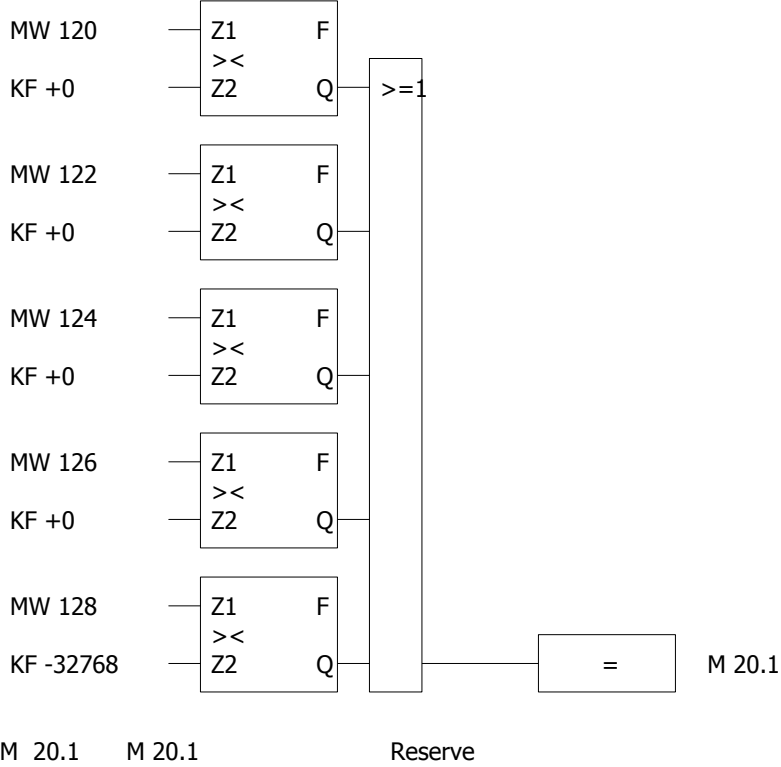 MW 120 Z1 F
><
KF +0 Z2 Q >=1
MW 122 Z1 F
><
KF +0 Z2 Q
MW 124 Z1 F
><
KF +0 Z2 Q
MW 126 Z1 F
><
KF +0 Z2 Q
MW 128 Z1 F
><
KF -32768 Z2 Q = M 20.1
M 20.1 M 20.1 Reserve